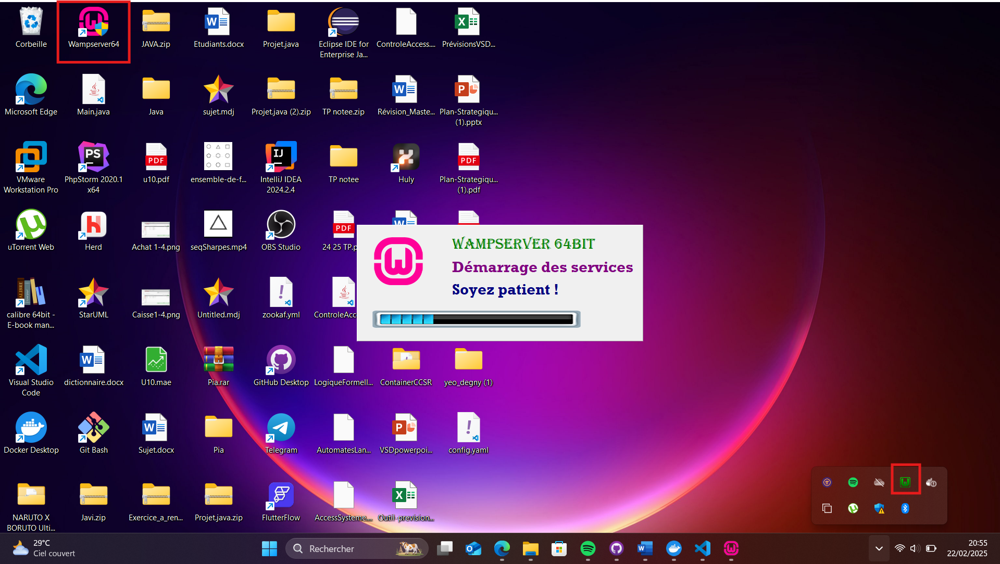 Corbeille
Wampserver64
JAVA.zip
Etudiants.docx
Projet.java
Eclipse IDE for
Enterprise Ja...
ControleAccess....
PrévisionsVSD...
Microsoft Edge
Main.java
Java
sujet.mdj
Projet.java (2).zip
TP notee.zip
Révision_Maste...
Plan-Strategiqu...
(1).pptx
VMware
Workstation Pro
PhpStorm 2020.1
x64
u10.pdf
ensemble-de-f...
IntelliJ IDEA
2024.2.4
TP notee
Huly
Plan-Strategiqu...
(1).pdf
uTorrent Web
Herd
Achat 1-4.png
seqSharpes.mp4
OBS Studio
24 25 TP.p
WAMPSERVER 64BIT
Démarrage des services
Soyez patient !
calibre 64bit -
E-book man...
StarUML
Caisse1-4.png
Untitled.mdj
zookaf.yml
ControleAcc
Visual Studio
Code
dictionnaire.docx
U10.mae
Pia.rar
GitHub Desktop
LogiqueFormell...
ContainerCCSR
yeo_degny (1)
Docker Desktop
Git Bash
Sujet.docx
Pia
Telegram
AutomatesLan...
VSDpowerpoi...
config.yaml
NARUTO X
BORUTO Ulti...
Javi.zip
Exercice_a_ren...
Projet.java.zip
FlutterFlow
AccessSysteme....
Outil-prevision...
29°C
Ciel couvert
Rechercher
20:55
22/02/2025